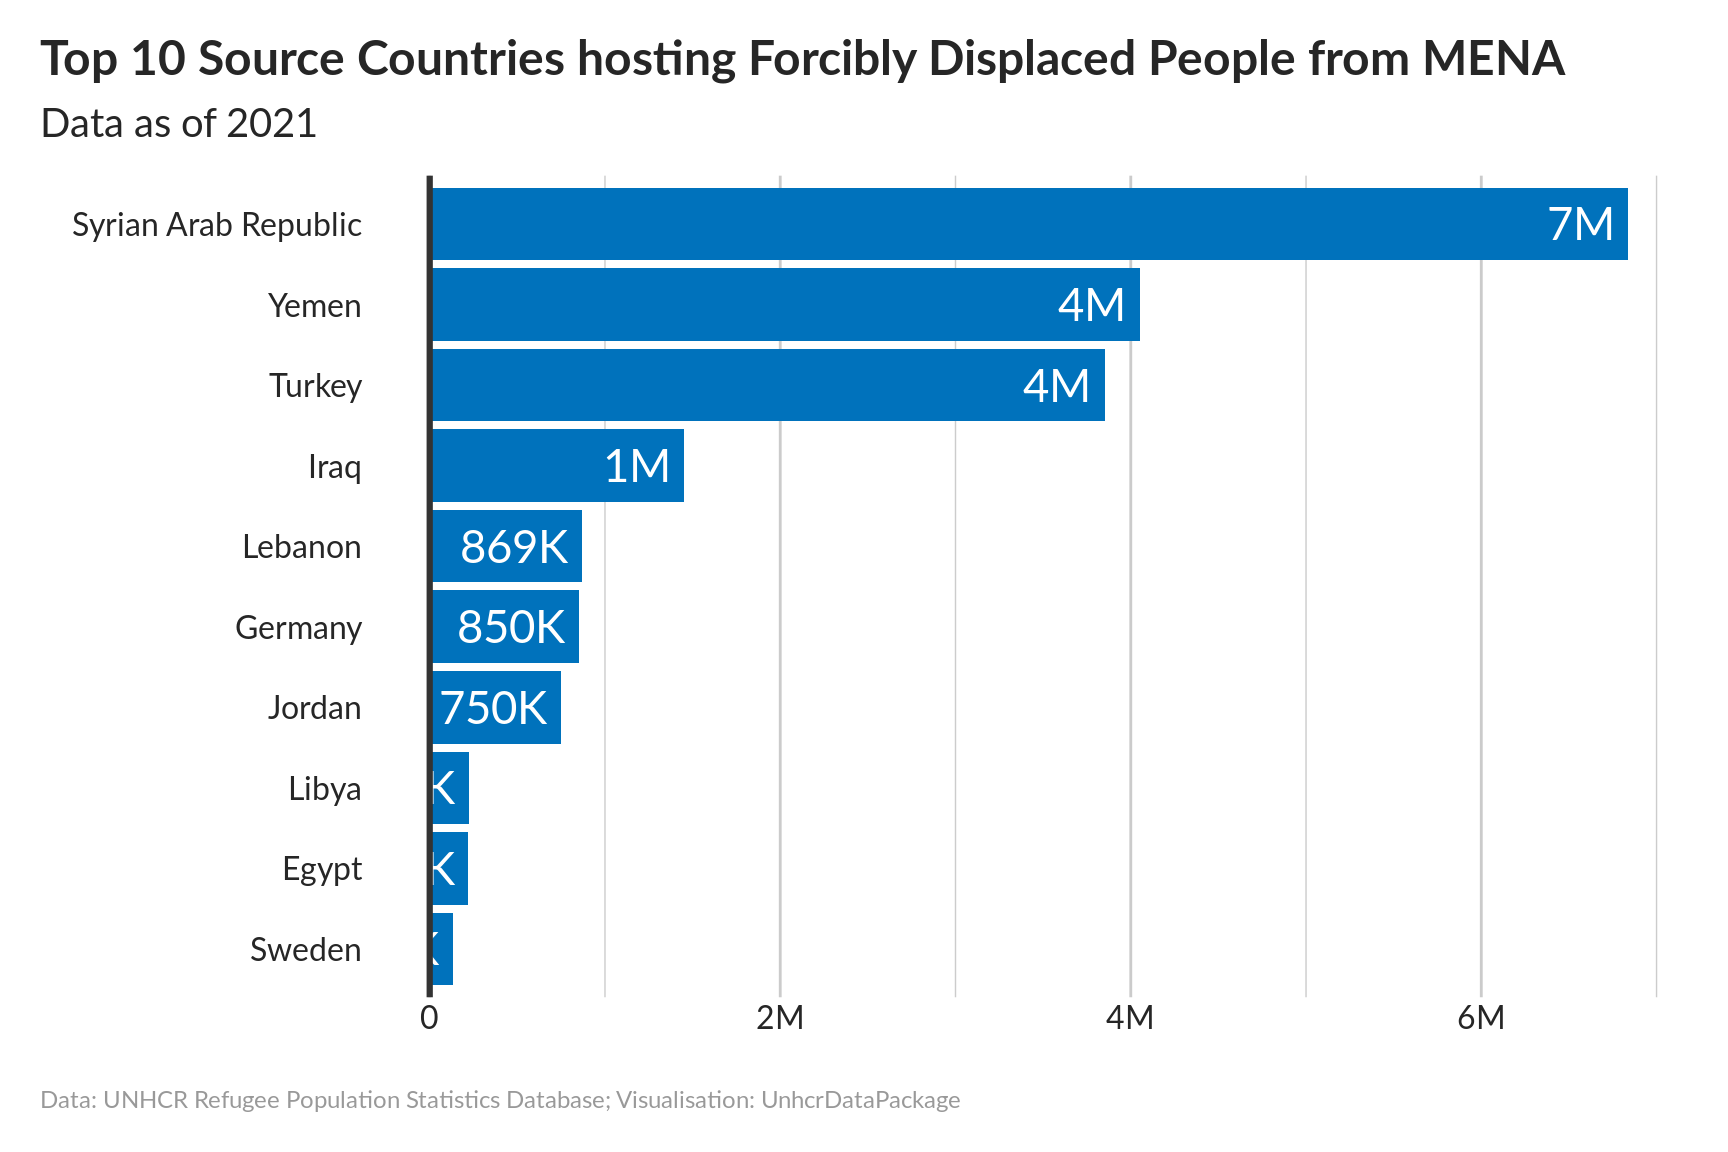 Top 10 Source Countries hosting Forcibly Displaced People from MENA
Data as of 2021
Syrian Arab Republic 7M
Yemen 4M
Turkey 4M
Iraq 1M
Lebanon 869K
Germany 850K
Jordan 750K
Libya K
Egypt K
Sweden K
0 2M 4M 6M
Data: UNHCR Refugee Population Statistics Database; Visualisation: UnhcrDataPackage